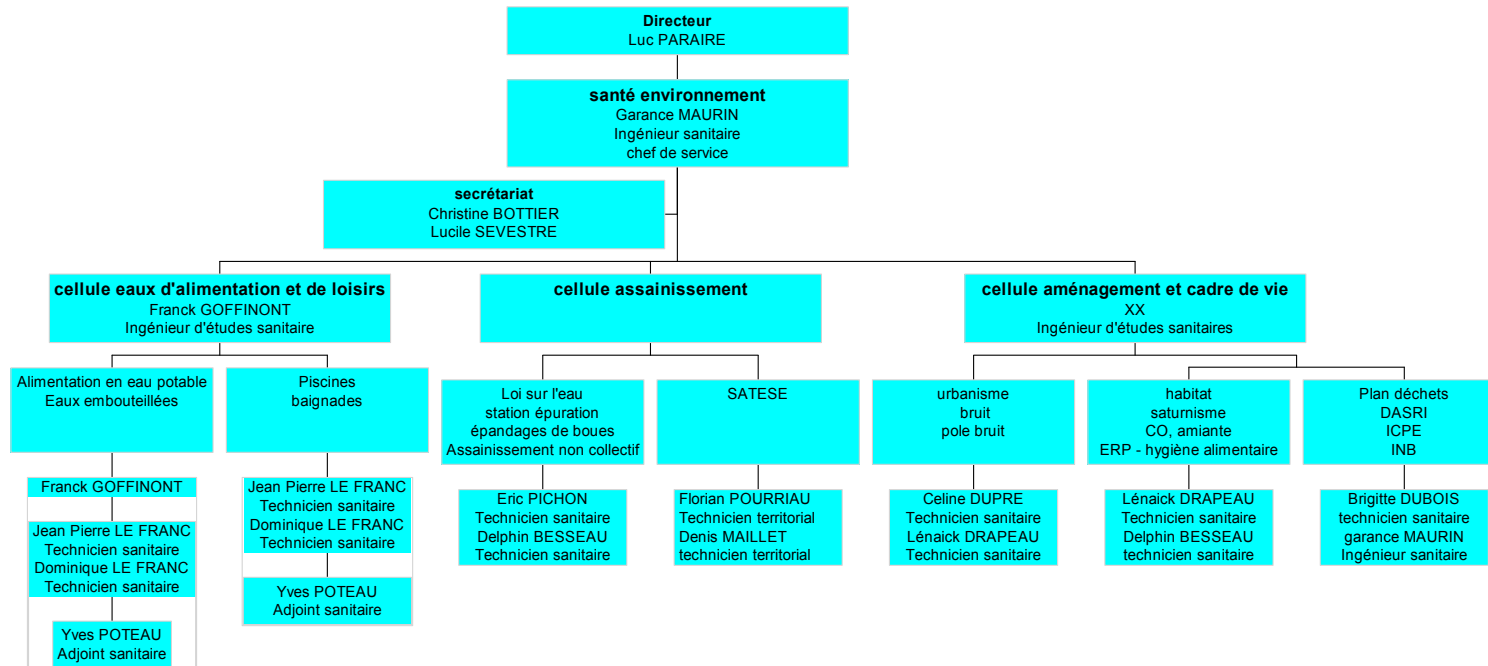 Directeur
Luc PARAIRE
santé environnement
Garance MAURIN
Ingénieur sanitaire
chef de service
secrétariat
Christine BOTTIER
Lucile SEVESTRE
cellule eaux d'alimentation et de loisirs
Franck GOFFINONT
Ingénieur d'études sanitaire
cellule assainissement
cellule aménagement et cadre de vie
XX
Ingénieur d'études sanitaires
Alimentation en eau potable
Eaux embouteillées
Piscines
baignades
Loi sur l'eau
station épuration
épandages de boues
Assainissement non collectif
SATESE
urbanisme
bruit
pole bruit
habitat
saturnisme
CO, amiante
ERP - hygiène alimentaire
Plan déchets
DASRI
ICPE
INB
Franck GOFFINONT
Jean Pierre LE FRANC
Technicien sanitaire
Dominique LE FRANC
Technicien sanitaire
Yves POTEAU
Adjoint sanitaire
Jean Pierre LE FRANC
Technicien sanitaire
Dominique LE FRANC
Technicien sanitaire
Yves POTEAU
Adjoint sanitaire
Eric PICHON
Technicien sanitaire
Delphin BESSEAU
Technicien sanitaire
Florian POURRIAU
Technicien territorial
Denis MAILLET
technicien territorial
Celine DUPRE
Technicien sanitaire
Lénaick DRAPEAU
Technicien sanitaire
Lénaick DRAPEAU
Technicien sanitaire
Delphin BESSEAU
technicien sanitaire
Brigitte DUBOIS
technicien sanitaire
garance MAURIN
Ingénieur sanitaire